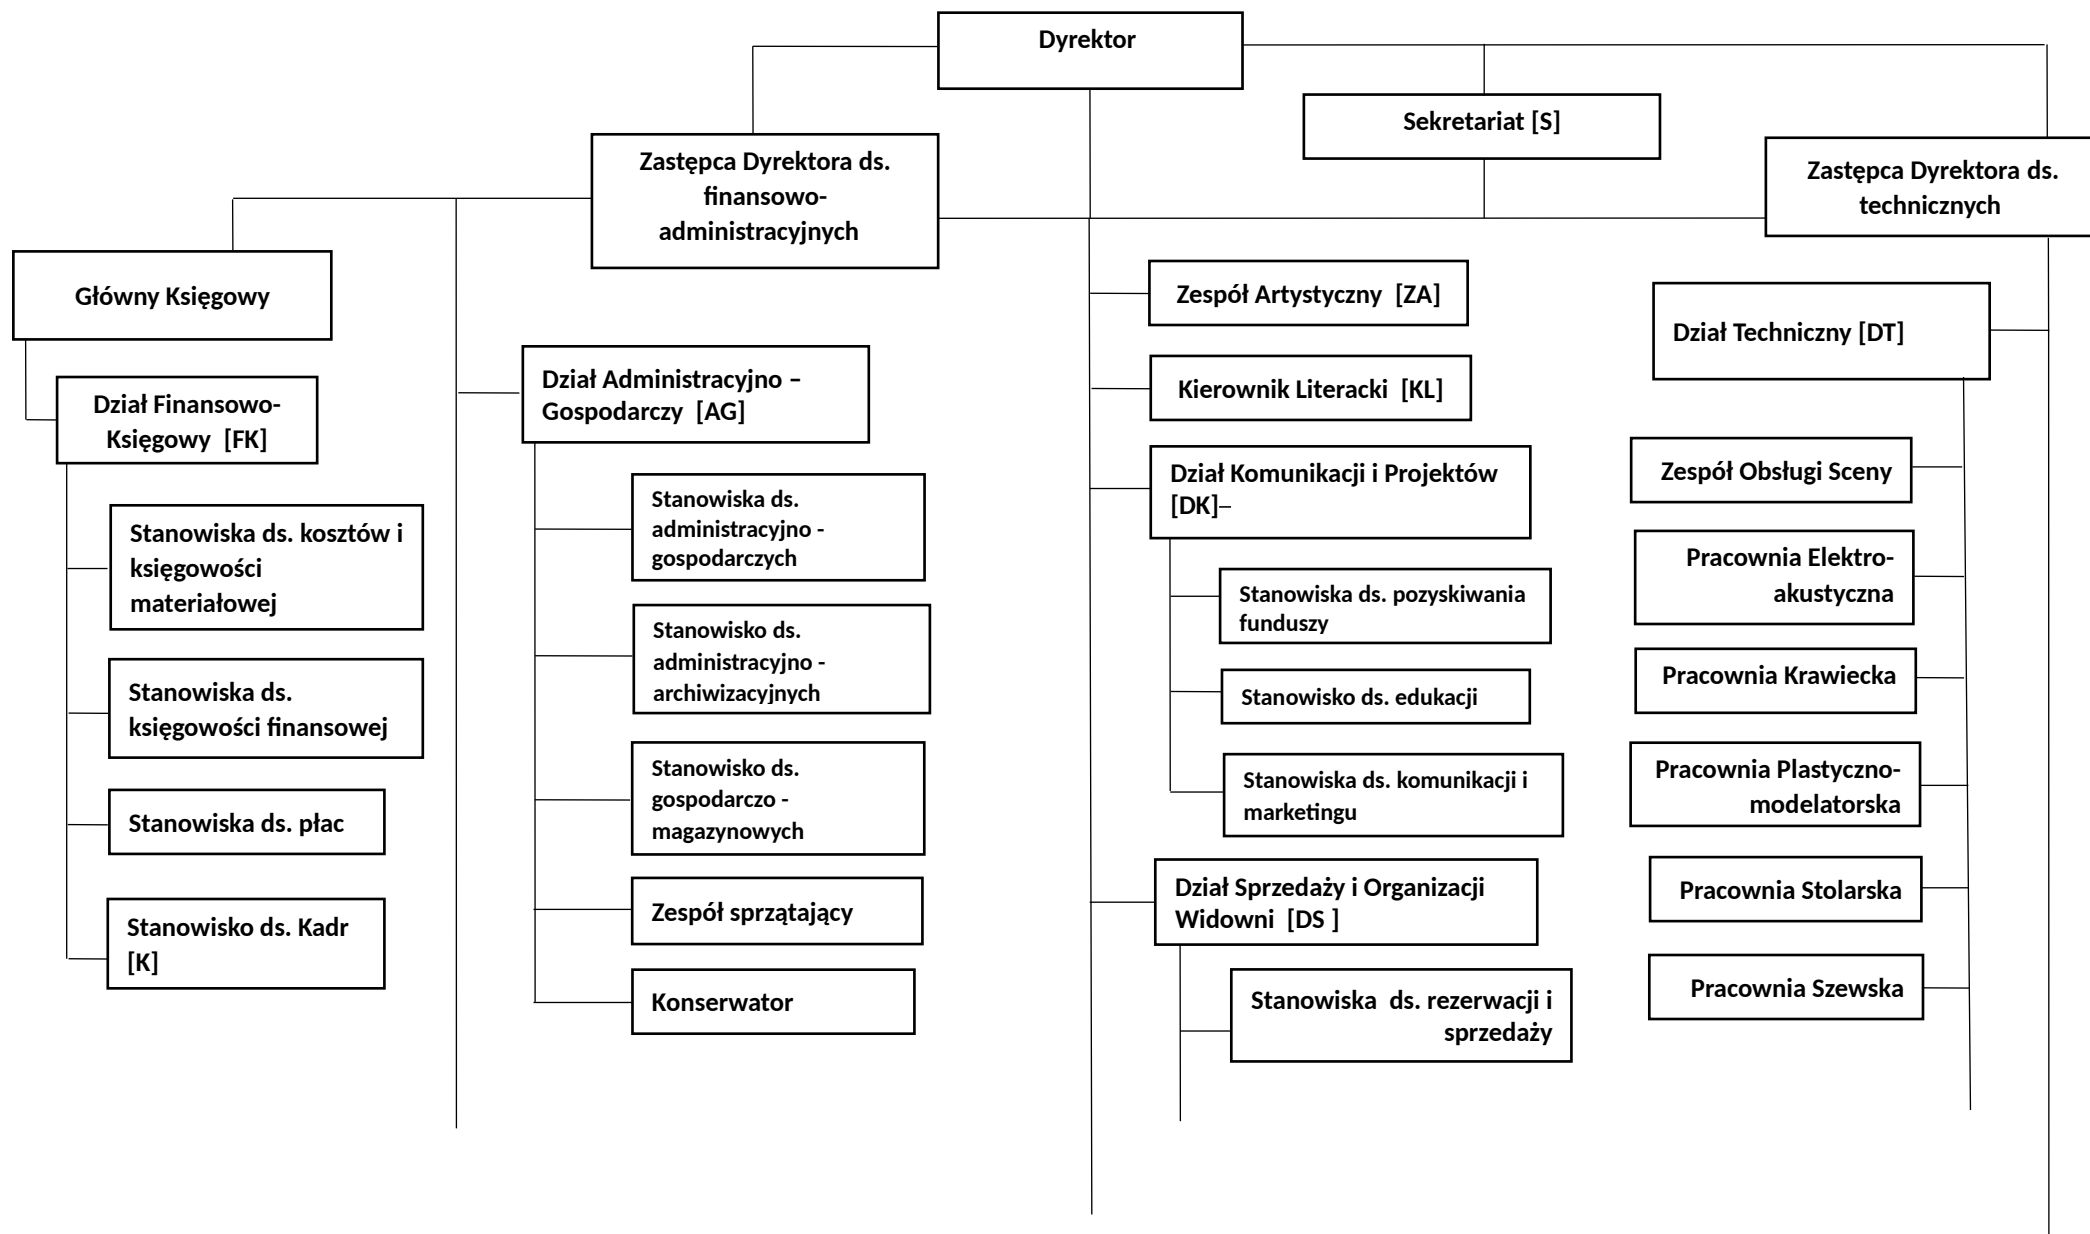 Dyrektor
Sekretariat [S]
Zastępca Dyrektora ds.
finansowo-
administracyjnych
Zastępca Dyrektora ds.
technicznych
Główny Księgowy
Dział Finansowo-
Księgowy  [FK]
Stanowiska ds. kosztów i
księgowości
materiałowej
Stanowiska ds.
księgowości finansowej
Stanowiska ds. płac
Stanowisko ds. Kadr
[K]
Dział Administracyjno –
Gospodarczy  [AG]
Stanowiska ds.
administracyjno -
gospodarczych
Stanowisko ds.
administracyjno -
archiwizacyjnych
Stanowisko ds.
gospodarczo -
magazynowych
Zespół sprzątający
Konserwator
Zespół Artystyczny  [ZA]
Kierownik Literacki  [KL]
Dział Komunikacji i Projektów
[DK]–
Stanowiska ds. pozyskiwania
funduszy
Stanowisko ds. edukacji
Stanowiska ds. komunikacji i
marketingu
Dział Sprzedaży i Organizacji
Widowni  [DS ]
Stanowiska  ds. rezerwacji i
sprzedaży
Dział Techniczny [DT]
Zespół Obsługi Sceny
Pracownia Elektro-
akustyczna
Pracownia Krawiecka
Pracownia Plastyczno-
modelatorska
Pracownia Stolarska
Pracownia Szewska